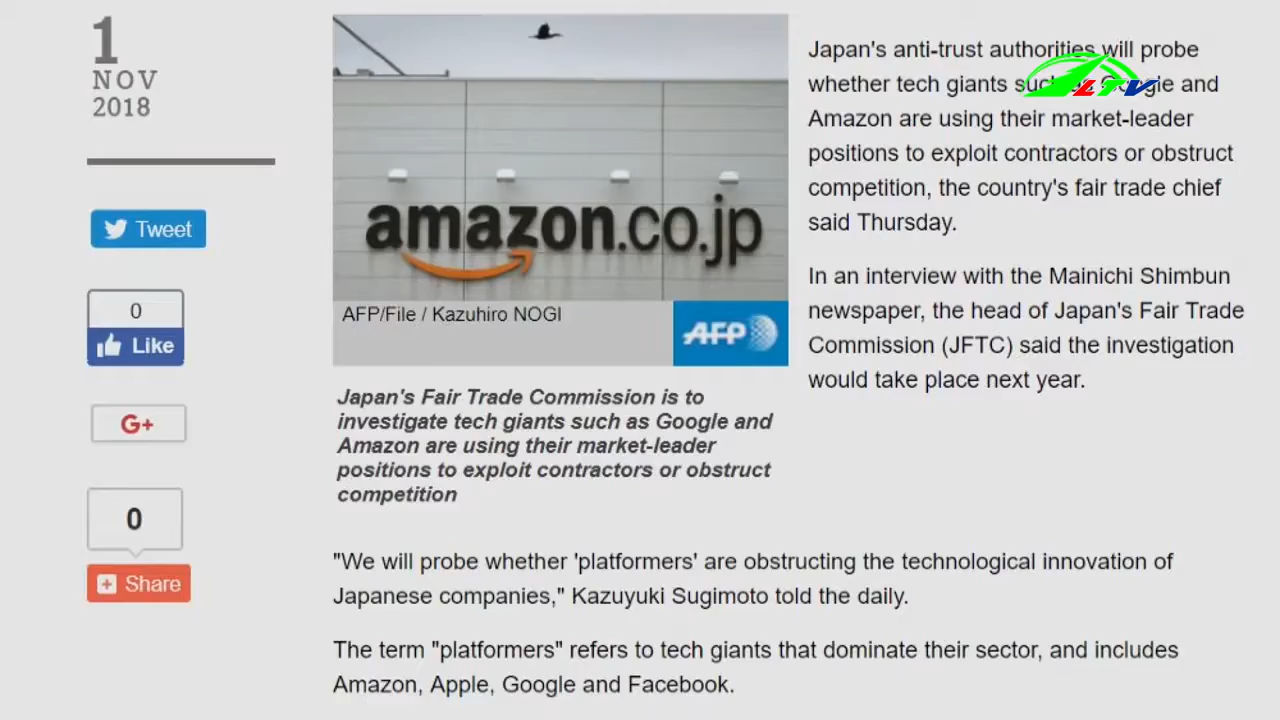 1
NOV
2018
Tweet
0
Like
G+
0
Share
amazon.co.jp
AFP/File / Kazuhiro NOGI
AFP
Japan's Fair Trade Commission is to
investigate tech giants such as Google and
Amazon are using their market-leader
positions to exploit contractors or obstruct
competition
Japan's anti-trust authorities will probe
whether tech giants such as Google and
LTV
Amazon are using their market-leader
positions to exploit contractors or obstruct
competition, the country's fair trade chief
said Thursday.
In an interview with the Mainichi Shimbun
newspaper, the head of Japan's Fair Trade
Commission (JFTC) said the investigation
would take place next year.
"We will probe whether 'platformers' are obstructing the technological innovation of
Japanese companies," Kazuyuki Sugimoto told the daily.
The term "platformers" refers to tech giants that dominate their sector, and includes
Amazon, Apple, Google and Facebook.